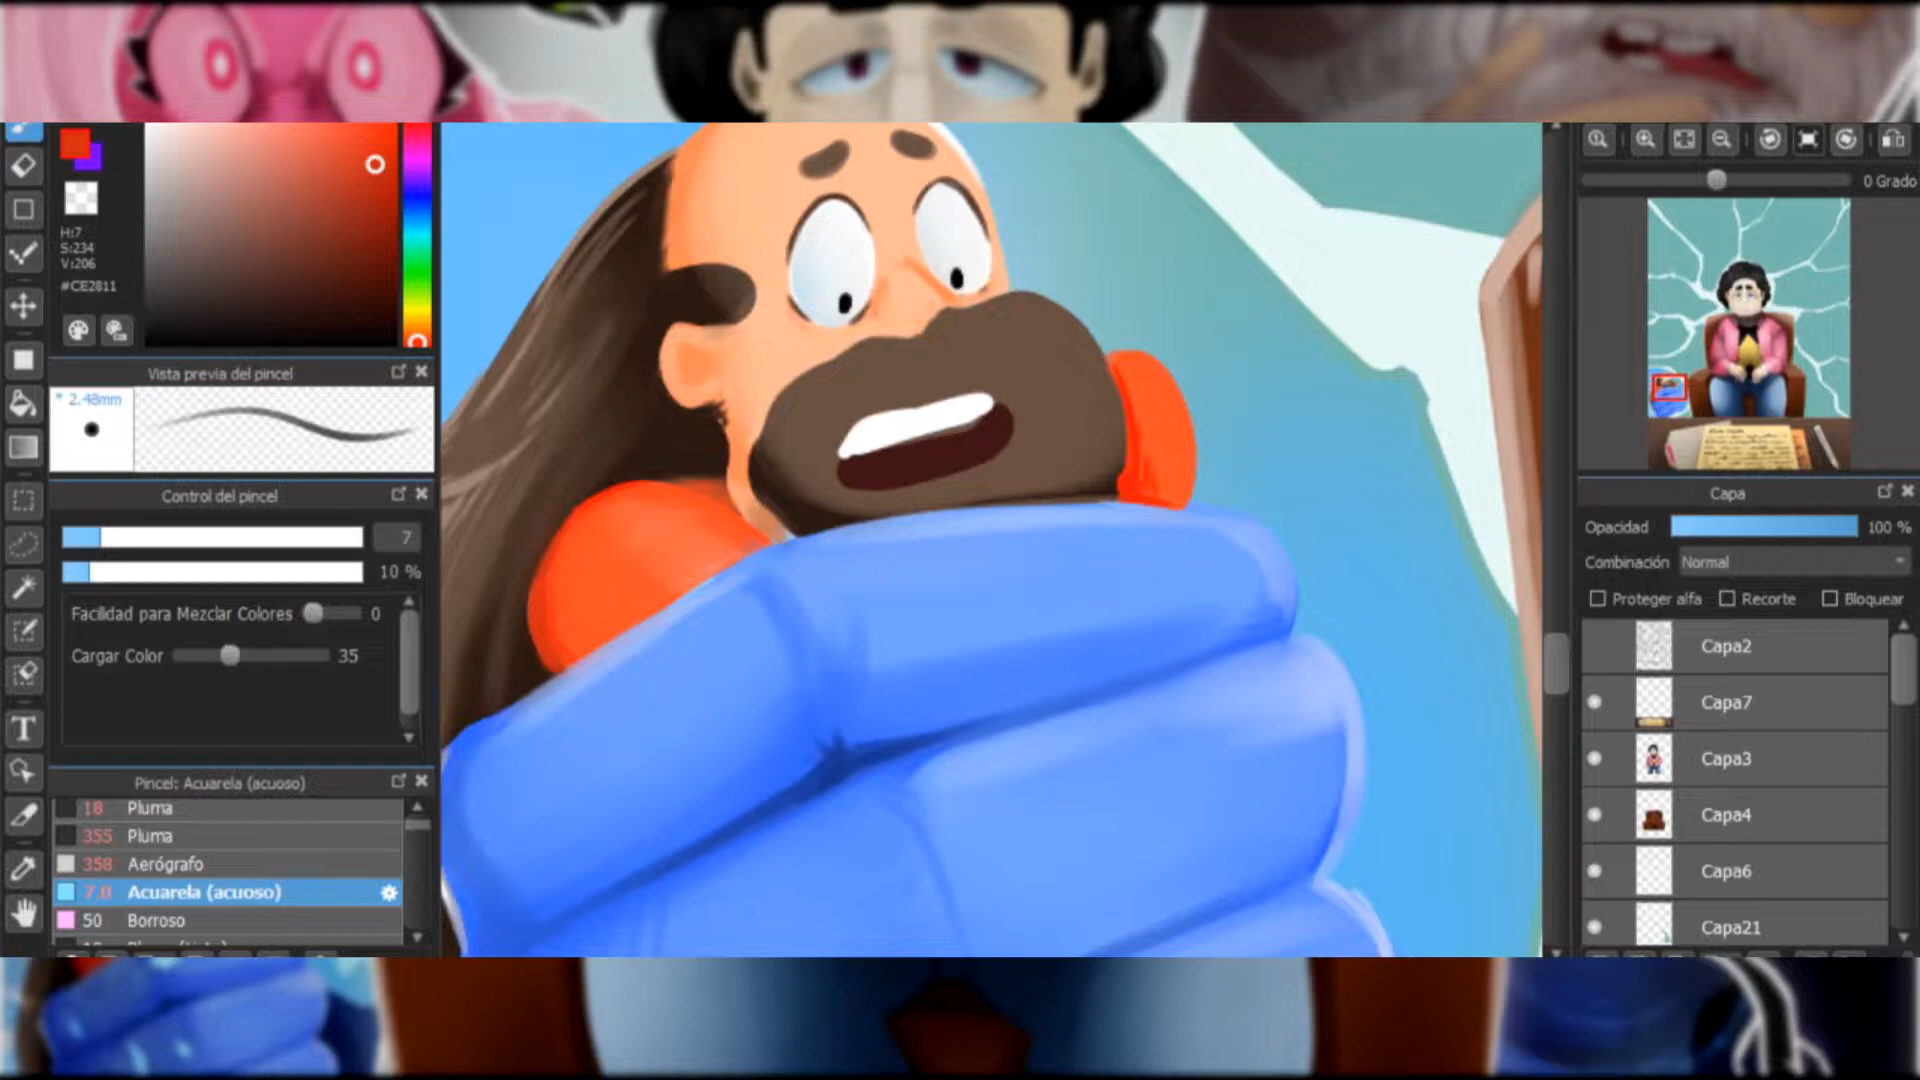 H:7
S:234
V:206
#CE2811
Vista previa del pincel
* 2.48mm
Control del pincel
7
10 %
Facilidad para Mezclar Colores 0
Cargar Color 35
Pincel: Acuarela (acuoso)
18 Pluma
355 Pluma
358 Aerógrafo
7.0 Acuarela (acuoso)
50 Borroso
T
0 Grado
Capa
Opacidad 100 %
Combinación Normal
Proteger alfa Recorte Bloquear
Capa2
Capa7
Capa3
Capa4
Capa6
Capa21